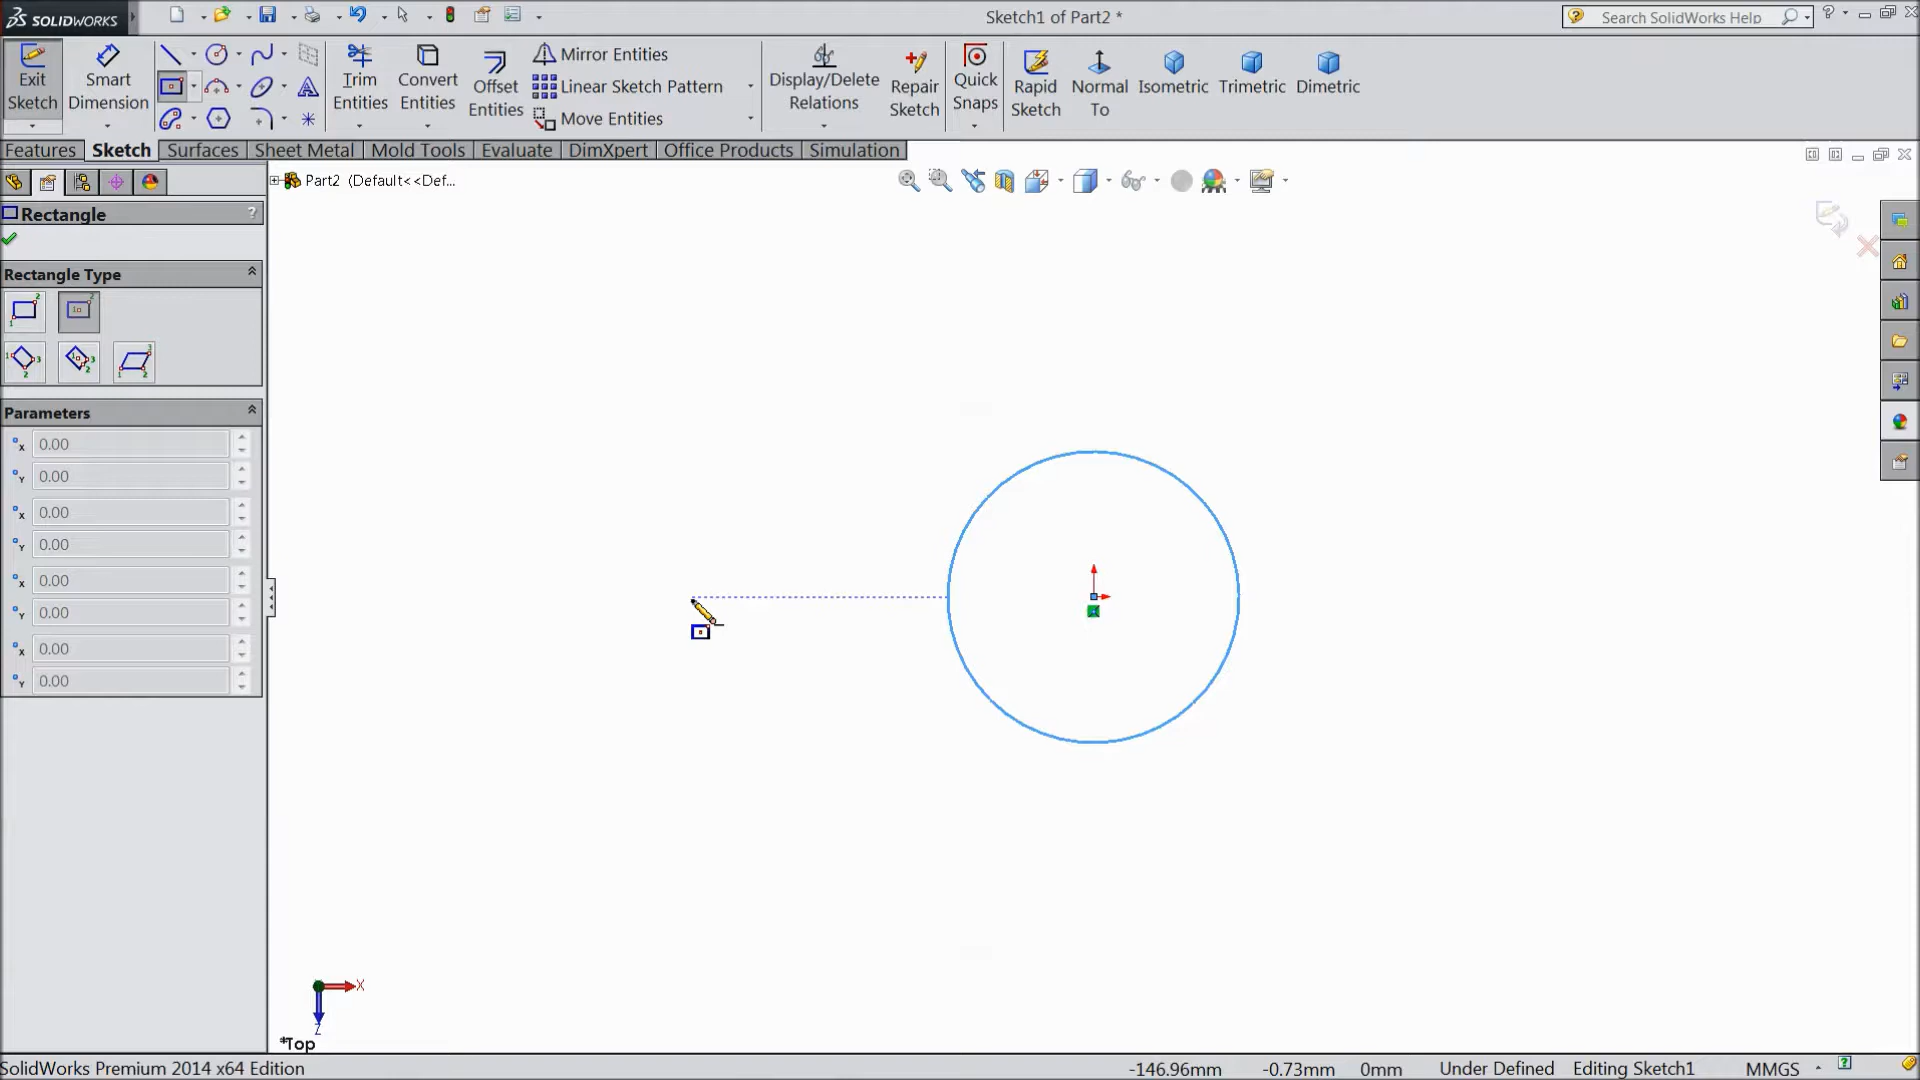 SOLIDWORKS
Sketch1 of Part2 *
Search SolidWorks Help
Exit Sketch
Smart Dimension
Trim Entities
Convert Entities
Offset Entities
Mirror Entities
Linear Sketch Pattern
Move Entities
Display/Delete Relations
Repair Sketch
Quick Snaps
Rapid Sketch
Normal To
Isometric
Trimetric
Dimetric
Features Sketch Surfaces Sheet Metal Mold Tools Evaluate DimXpert Office Products Simulation
Part2 (Default<<Def...
Rectangle ?
Rectangle Type
Parameters
x 0.00
Y 0.00
x 0.00
Y 0.00
x 0.00
Y 0.00
x 0.00
Y 0.00
X
Z
*Top
SolidWorks Premium 2014 x64 Edition
-146.96mm -0.73mm 0mm Under Defined Editing Sketch1 MMGS